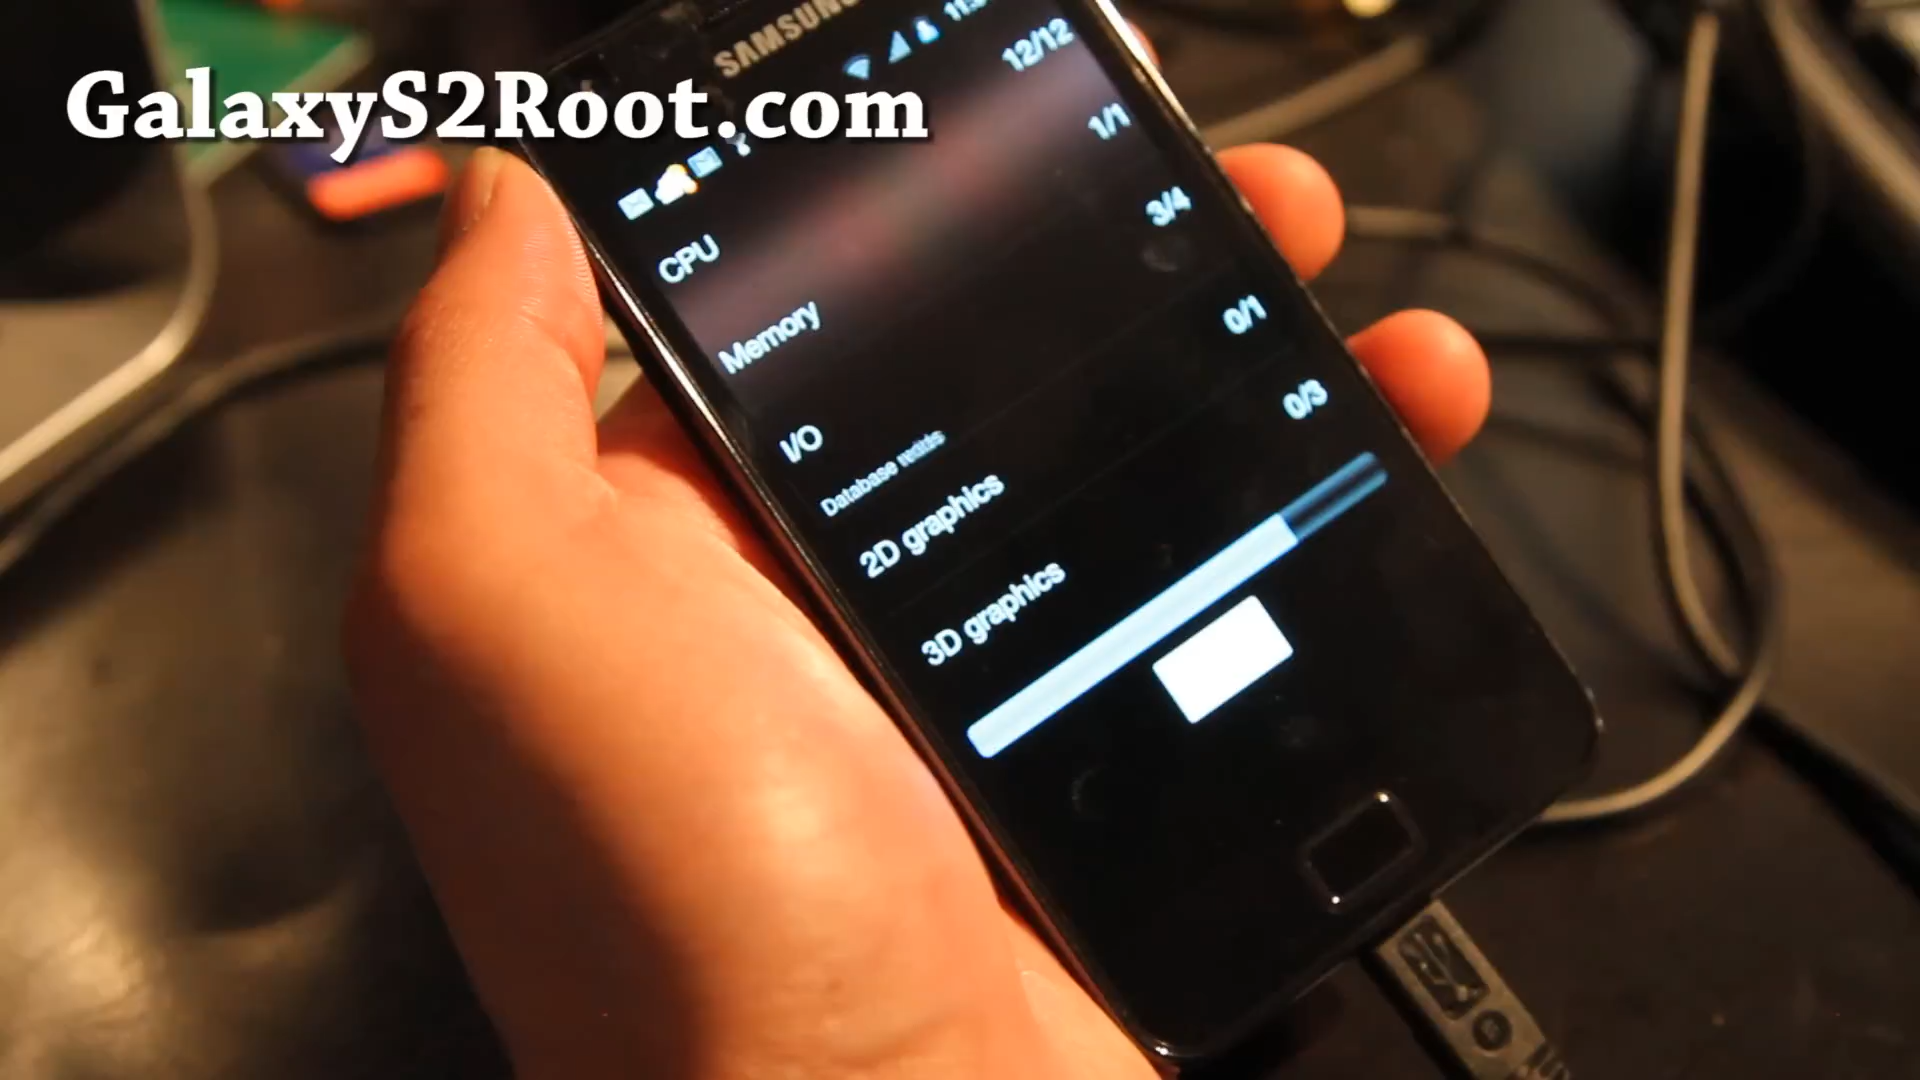 GalaxyS2Root.com
SAMSUNG
CPU 12/12
Memory 1/1
I/O 3/4
Database
2D graphics 0/1
3D graphics 0/3